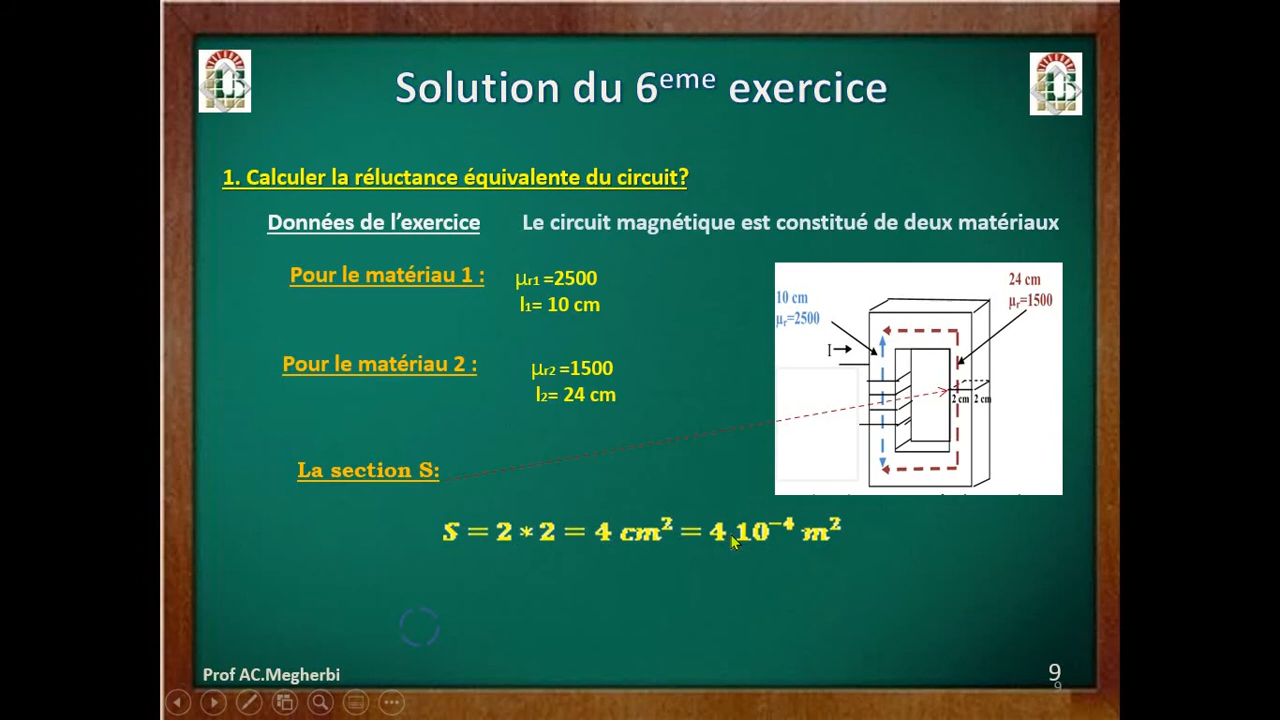 Solution du 6eme exercice
1. Calculer la réluctance équivalente du circuit?
Données de l'exercice
Le circuit magnétique est constitué de deux matériaux
Pour le matériau 1 :
μr1 =2500
l1= 10 cm
Pour le matériau 2 :
μr2 =1500
l2= 24 cm
10 cm
μr=2500
24 cm
μr=1500
I
2 cm
2 cm
La section S:
S = 2 * 2 = 4 cm² = 4 10⁻⁴ m²
Prof AC.Megherbi
9
9